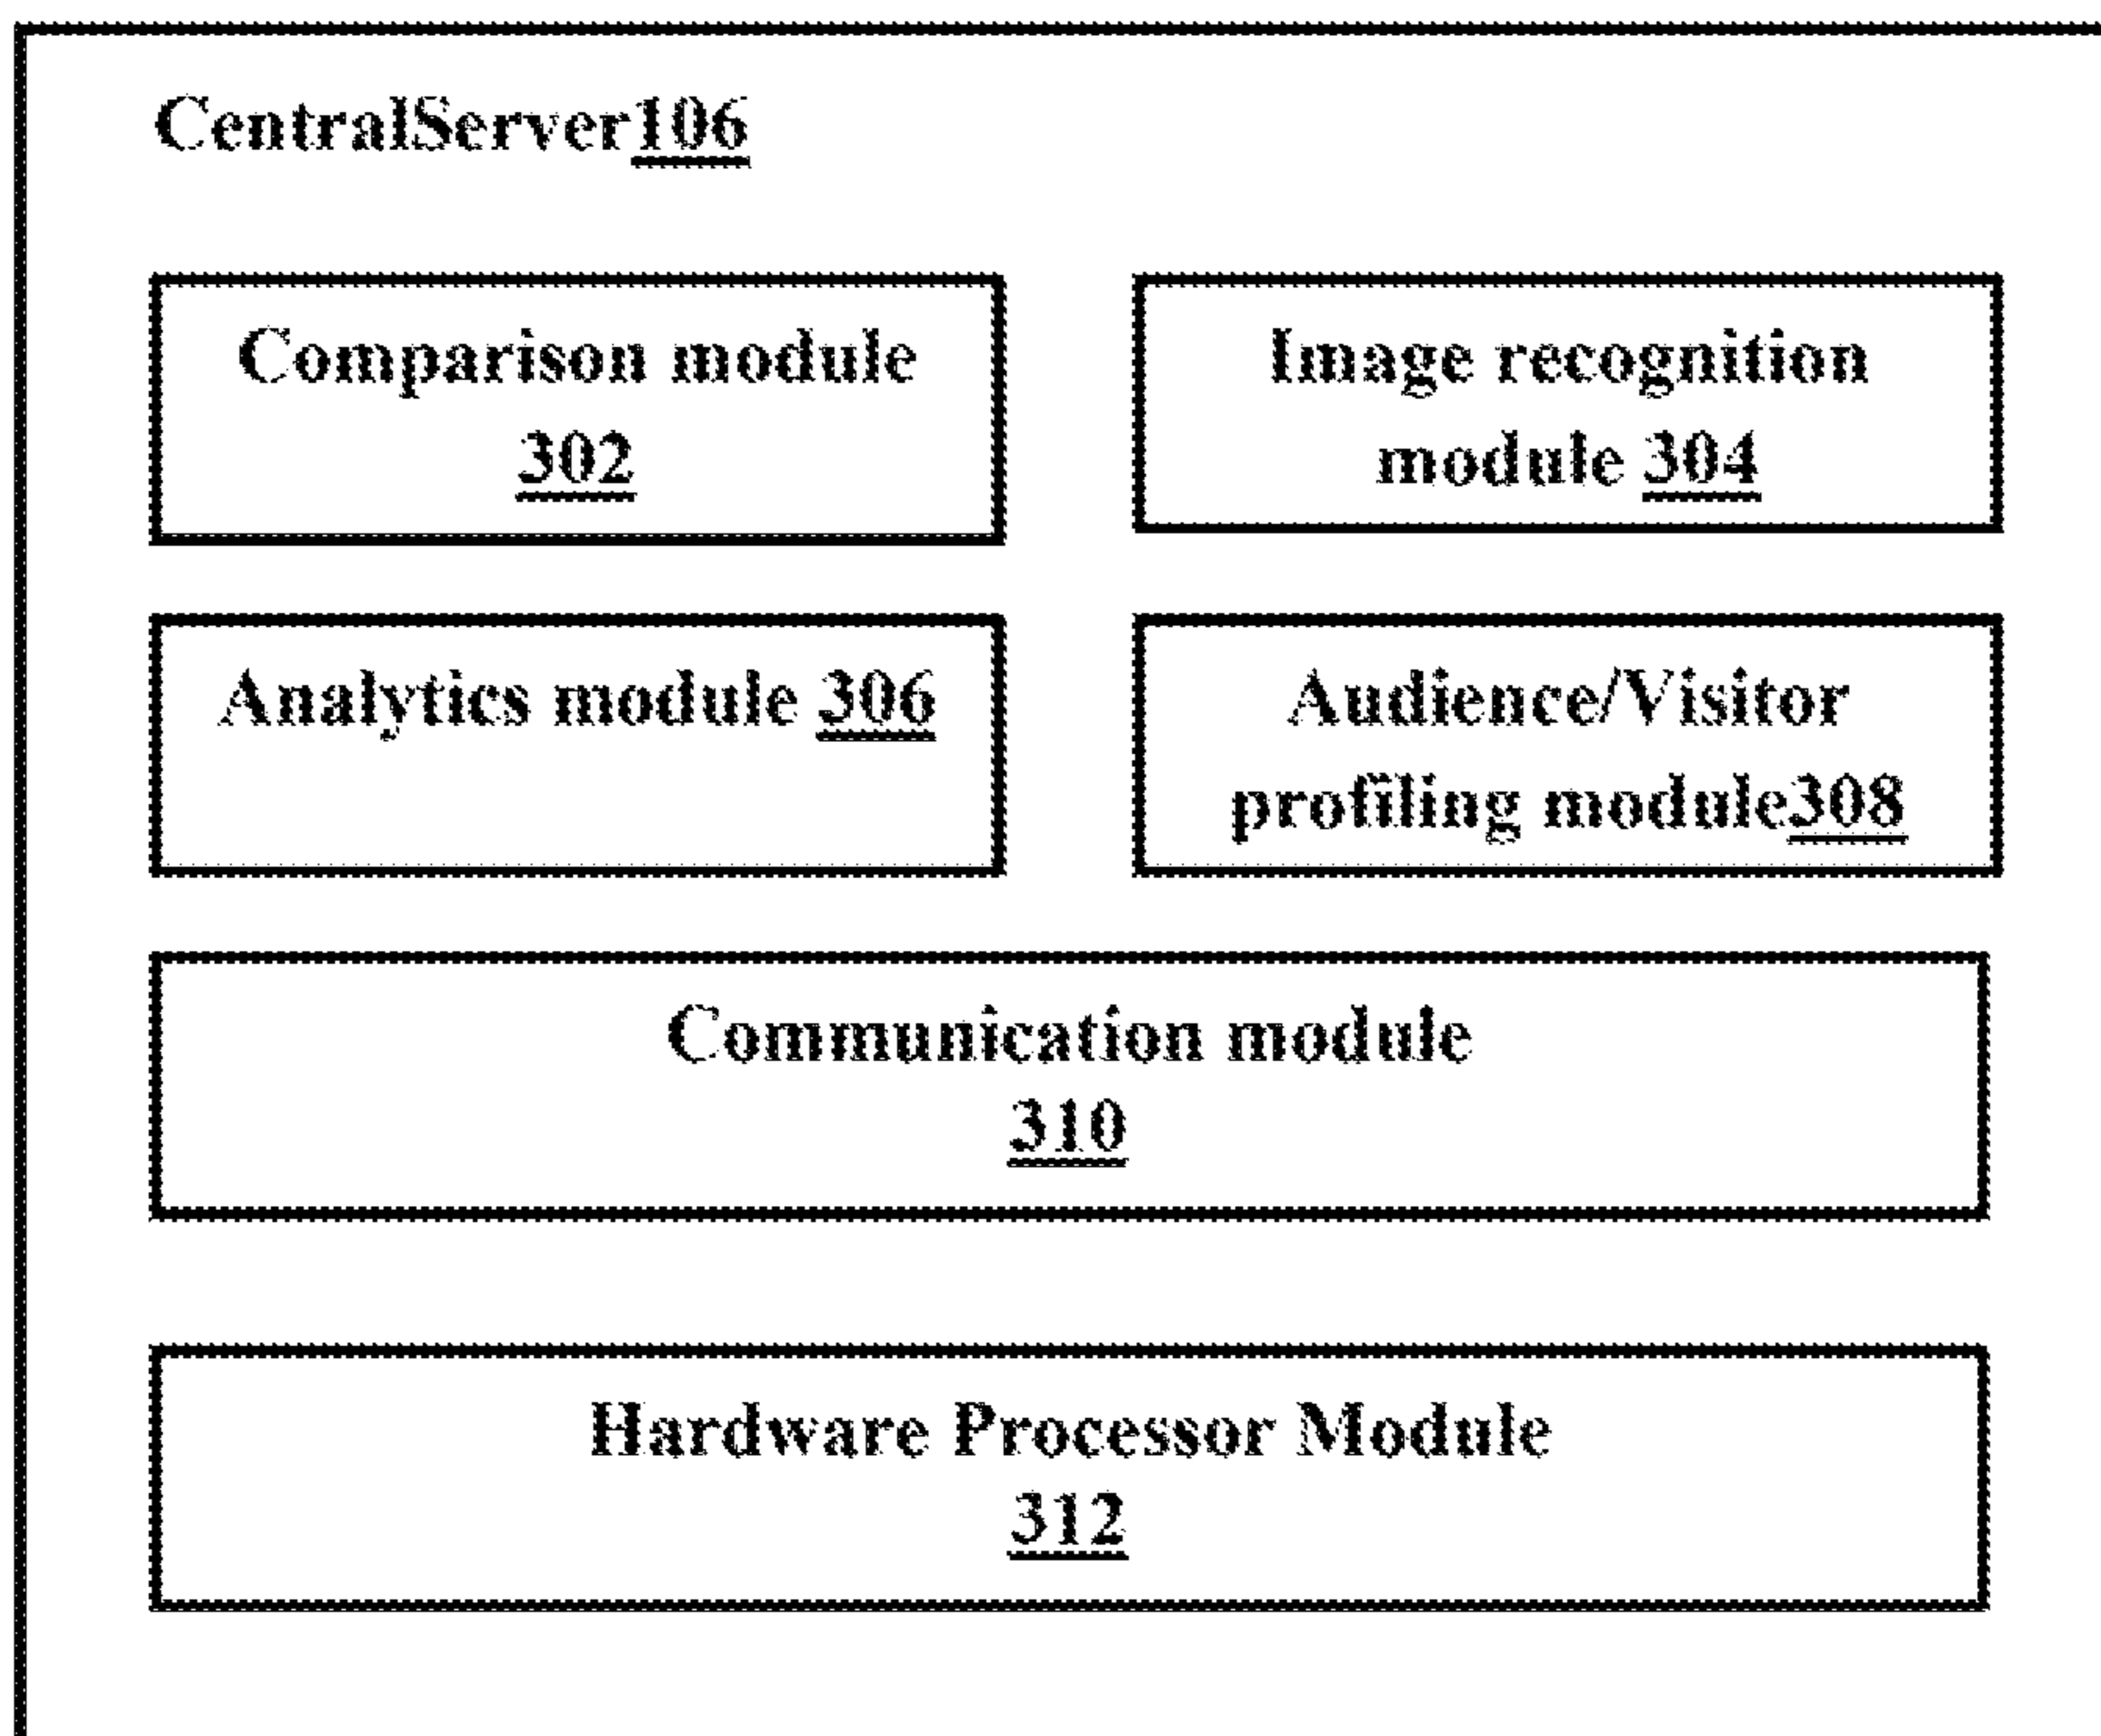 CentralServer106
Comparison module
302
Image recognition
module 304
Analytics module 306
Audience/Visitor
profiling module308
Communication module
310
Hardware Processor Module
312